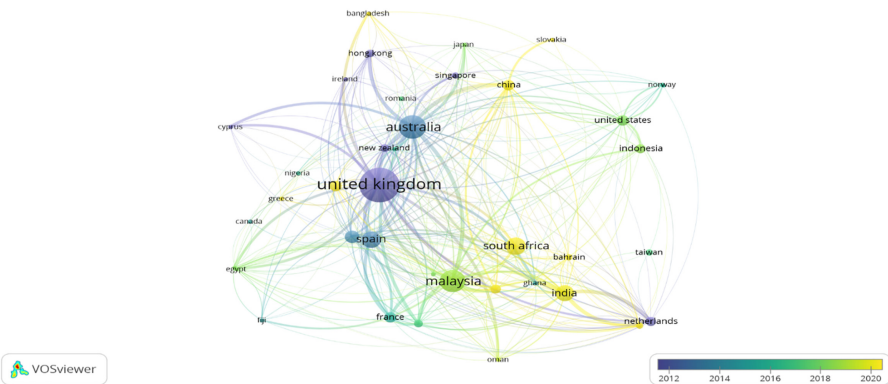 bangladesh
slovakia
japan
hong kong
singapore
ireland
china
norway
romania
united states
cyprus
australia
new zealand
indonesia
nigeria
united kingdom
greece
canada
spain
south africa
taiwan
bahrain
egypt
malaysia
ghana
india
france
fiji
netherlands
oman
VOSviewer
2012 2014 2016 2018 2020